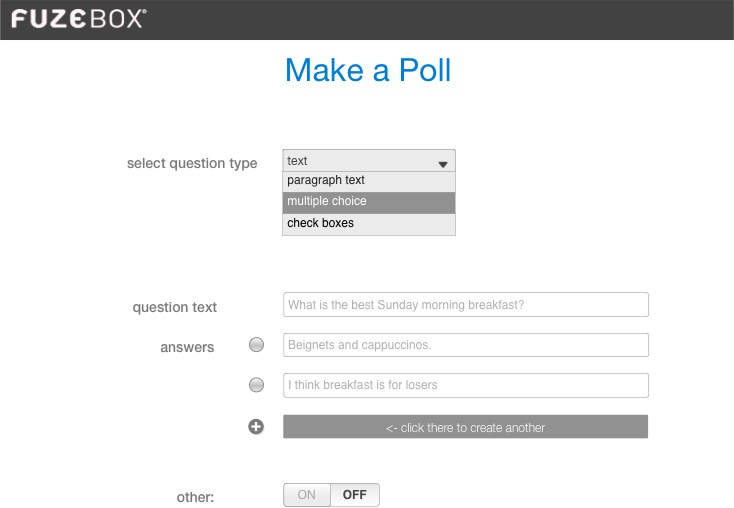 FUZEBOX®
Make a Poll
select question type
text
paragraph text
multiple choice
check boxes
question text
What is the best Sunday morning breakfast?
answers
Beignets and cappuccinos.
I think breakfast is for losers
<- click there to create another
other:
ON OFF